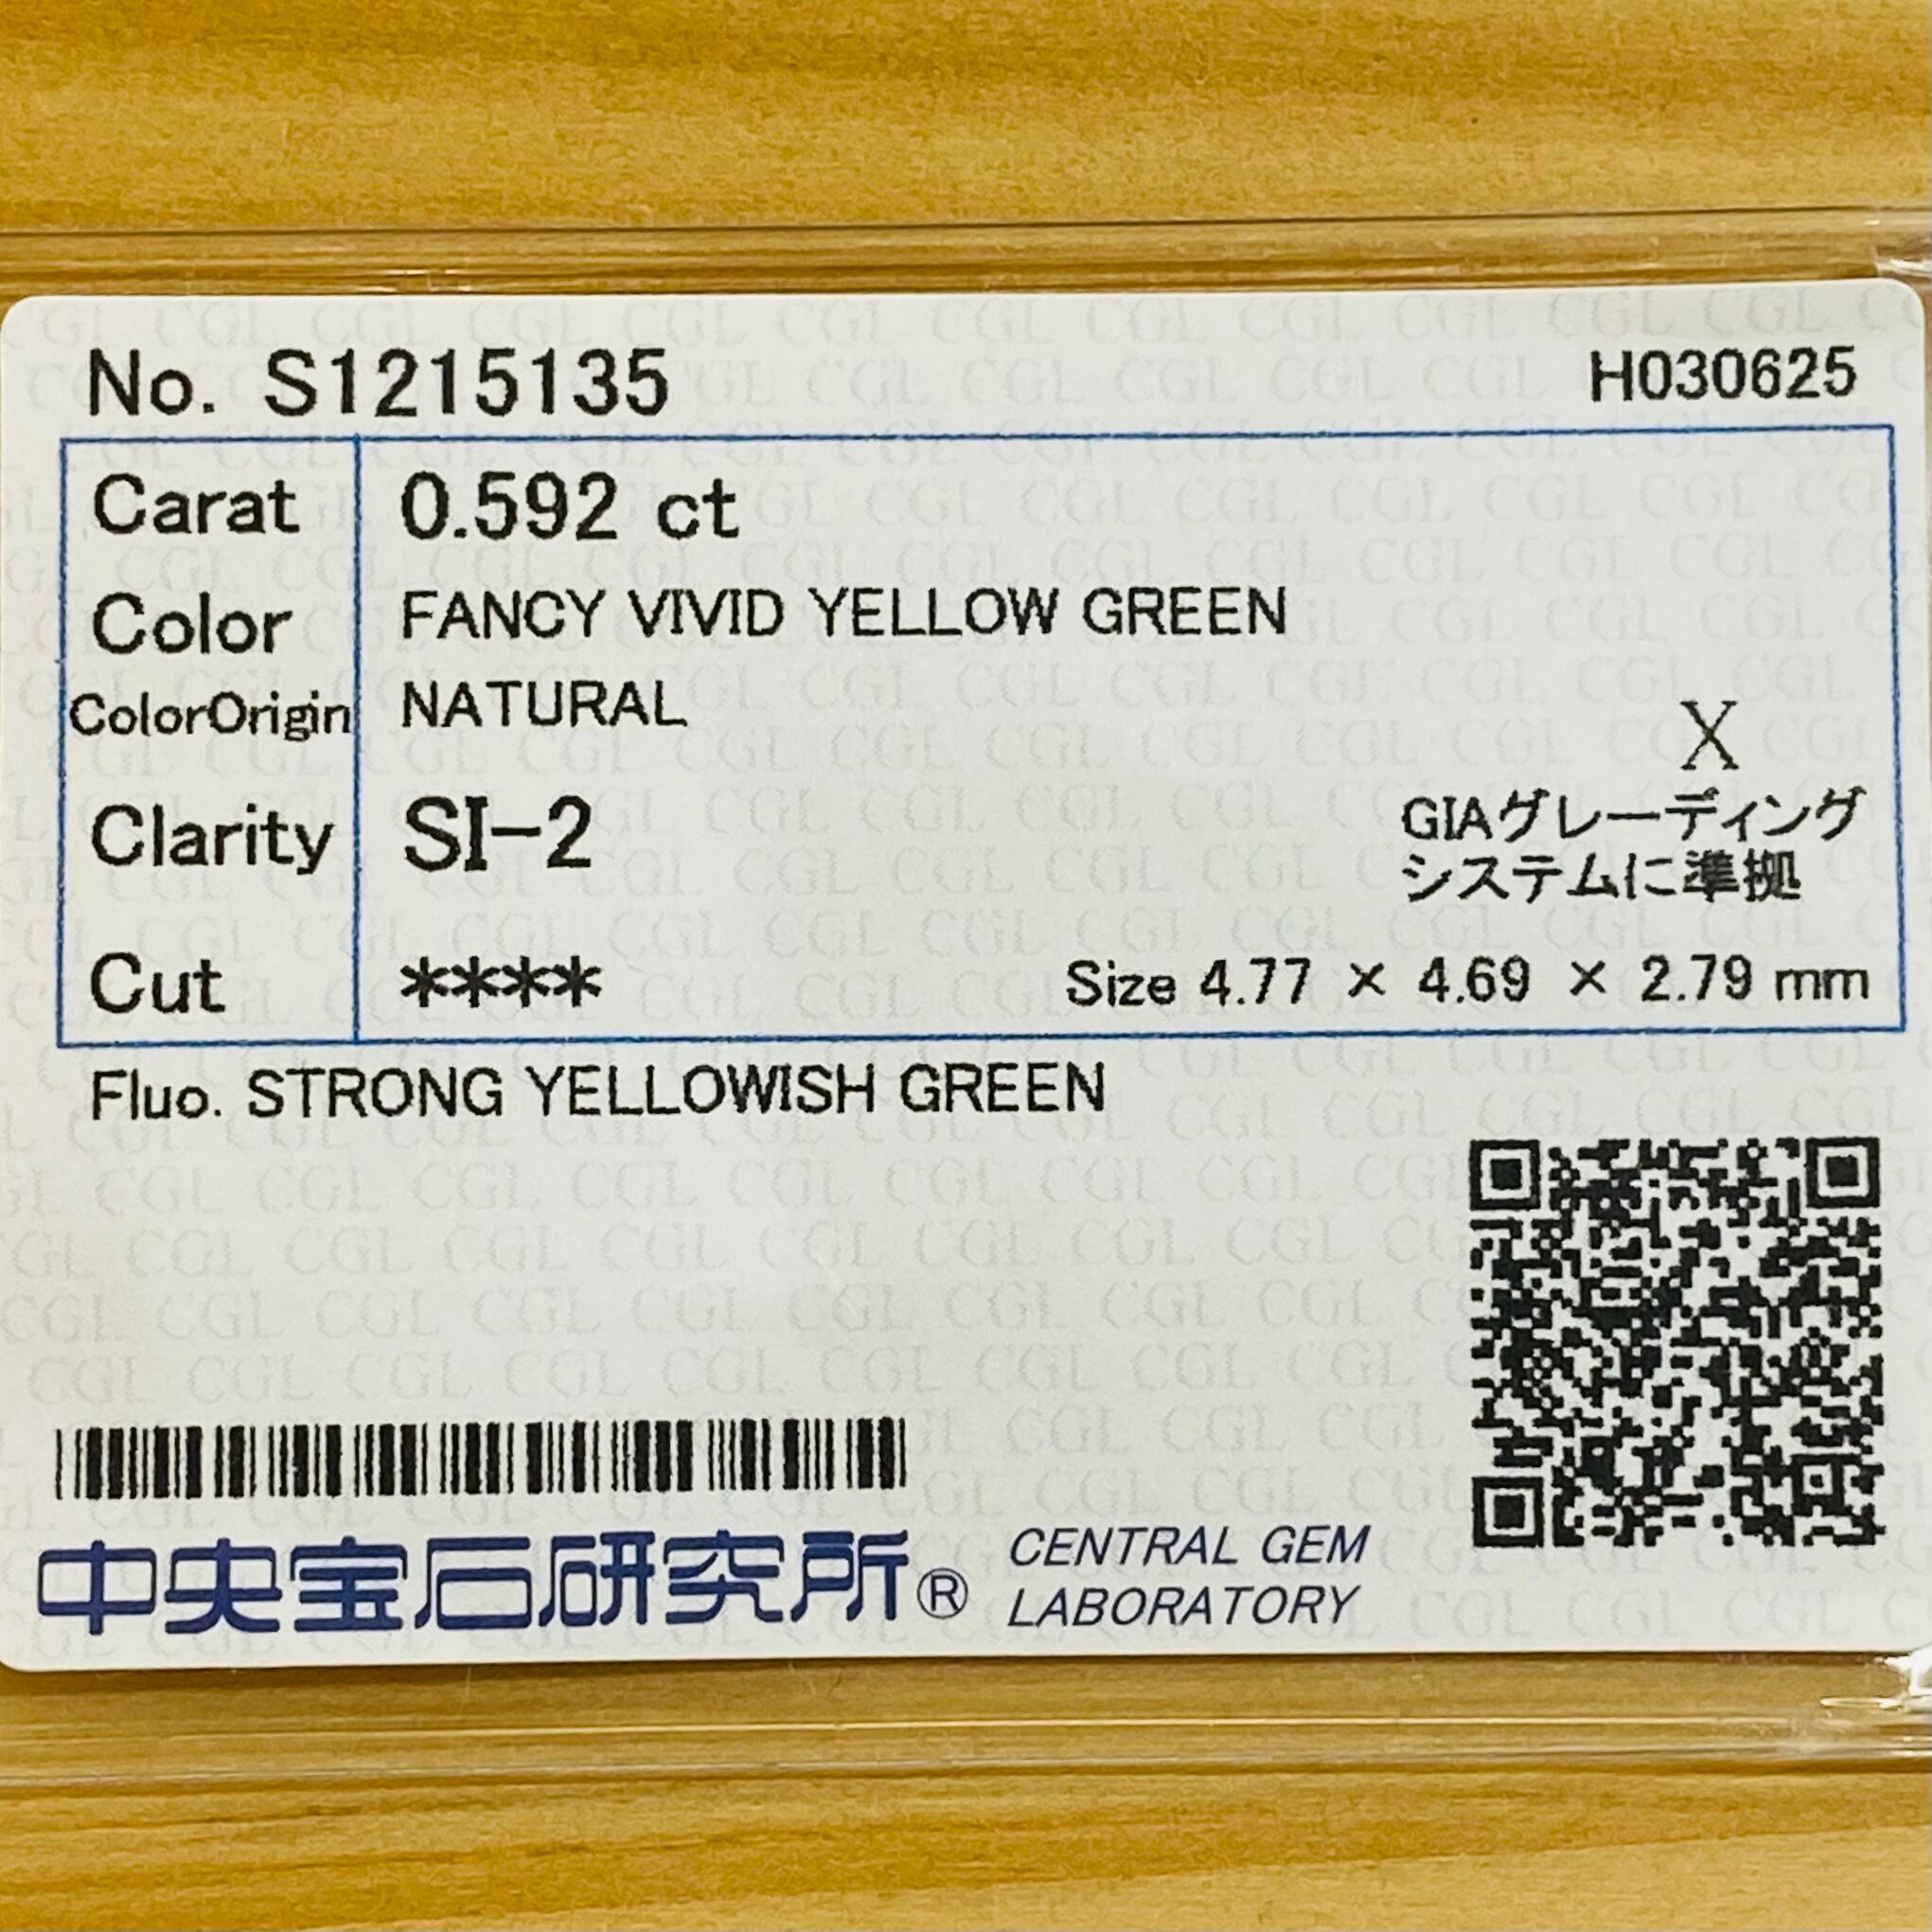 No. S1215135 H030625
Carat 0.592 ct
Color FANCY VIVID YELLOW GREEN
ColorOrigin NATURAL
X
Clarity SI-2
GIAグレーディング
システムに準拠
Cut **** Size 4.77 × 4.69 × 2.79 mm
Fluo. STRONG YELLOWISH GREEN
中央宝石研究所® CENTRAL GEM
LABORATORY